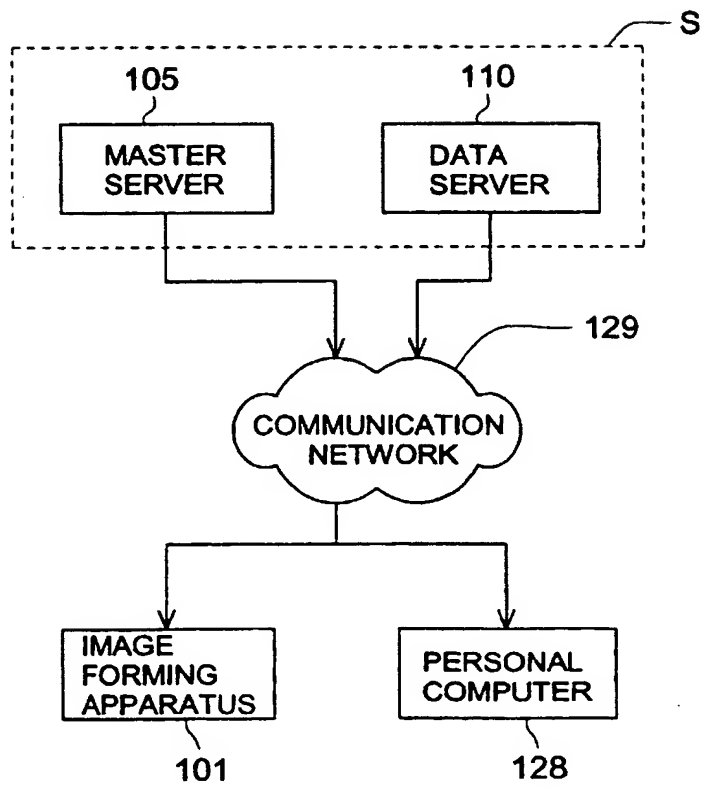 S
105
110
MASTER
SERVER
DATA
SERVER
129
COMMUNICATION
NETWORK
IMAGE
FORMING
APPARATUS
PERSONAL
COMPUTER
101
128